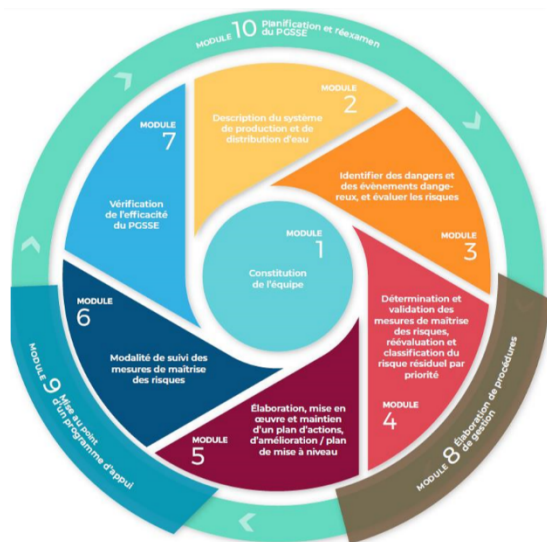 MODULE 10 Planification et réexamen
du PGSSE
MODULE
2
Description du système
de production et de
distribution d'eau
MODULE
7
Vérification
de l'efficacité
du PGSSE
Identifier des dangers et
des évènements dange-
reux, et évaluer les risques
MODULE
3
MODULE
1
Constitution
de l'équipe
Détermination et
validation des
mesures de maîtrise
des risques,
réévaluation et
classification du
risque résiduel par
priorité
MODULE
4
MODULE
6
Modalité de suivi des
mesures de maîtrise
des risques
Élaboration, mise en
œuvre et maintien
d'un plan d'actions,
d'amélioration / plan
de mise à niveau
MODULE
5
MODULE 9 Mise au point
d'un programme d'appui
MODULE 8 Élaboration de procédures
de gestion